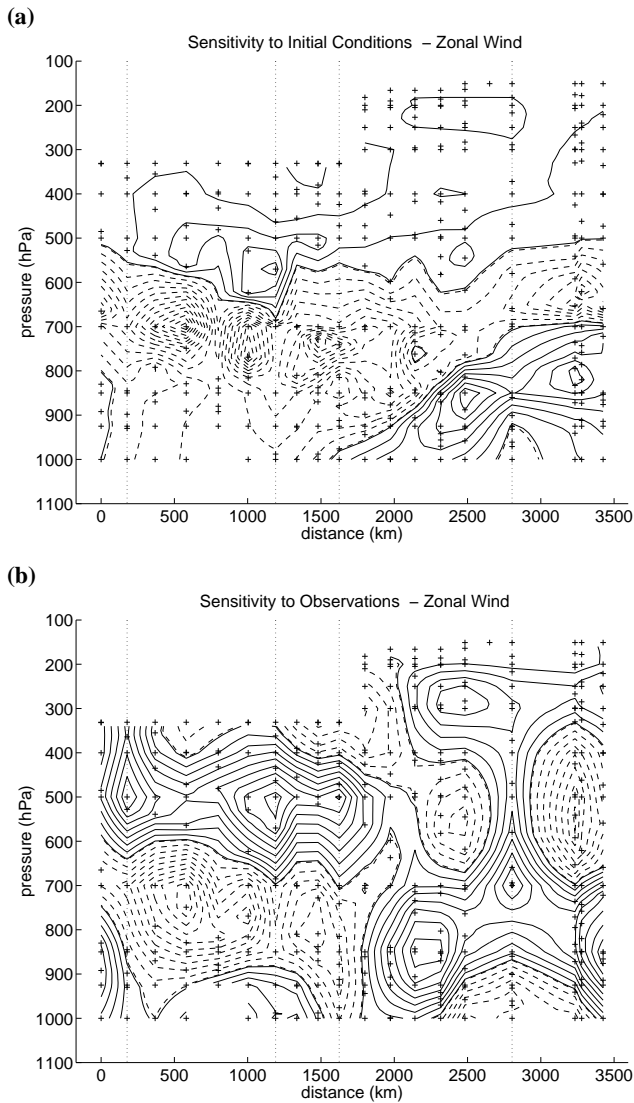 (a)
Sensitivity to Initial Conditions – Zonal Wind
100
200
300
400
500
600
700
800
900
1000
1100
pressure (hPa)
0 500 1000 1500 2000 2500 3000 3500
distance (km)
(b)
Sensitivity to Observations – Zonal Wind
100
200
300
400
500
600
700
800
900
1000
1100
pressure (hPa)
0 500 1000 1500 2000 2500 3000 3500
distance (km)